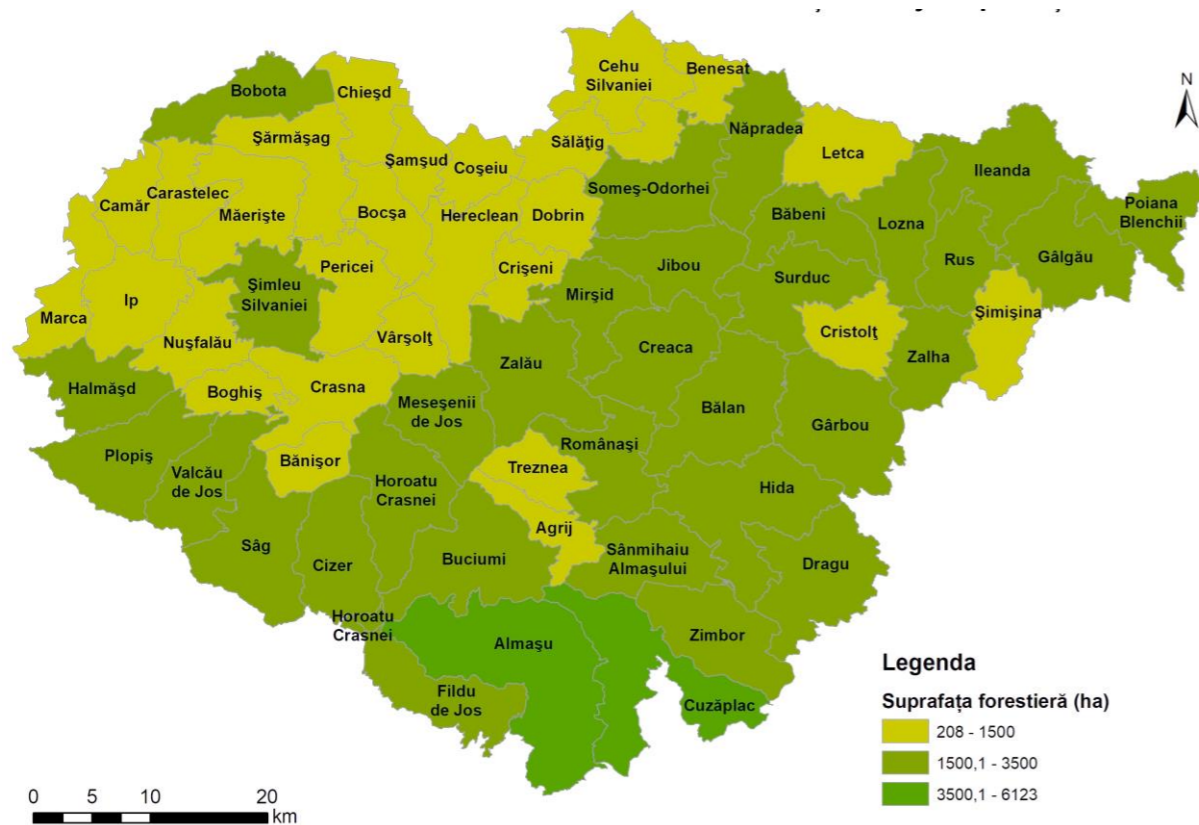 Cehu
Silvaniei
Benesat
Bobota
Chieşd
N
Năpradea
Şărmăşag
Sălăţig
Letca
Şamşud
Coşeiu
Ileanda
Someş-Odorhei
Carastelec
Camăr
Măerişte
Bocşa
Hereclean
Dobrin
Băbeni
Lozna
Poiana
Blenchii
Rus
Gâlgău
Pericei
Crişeni
Jibou
Surduc
Şimleu
Silvaniei
Mirşid
Ip
Marca
Şimişina
Nuşfalău
Vârşolţ
Cristolţ
Creaca
Zalha
Zalău
Halmăşd
Boghiş
Crasna
Meseşenii
de Jos
Bălan
Gârbou
Plopiş
Bănişor
Românaşi
Treznea
Valcău
de Jos
Horoatu
Crasnei
Hida
Agrij
Sâg
Cizer
Buciumi
Sânmihaiu
Almaşului
Dragu
Horoatu
Crasnei
Almaşu
Zimbor
Fildu
de Jos
Cuzăplac
Legenda
Suprafața forestieră (ha)
208 - 1500
1500,1 - 3500
3500,1 - 6123
0 5 10 20
km